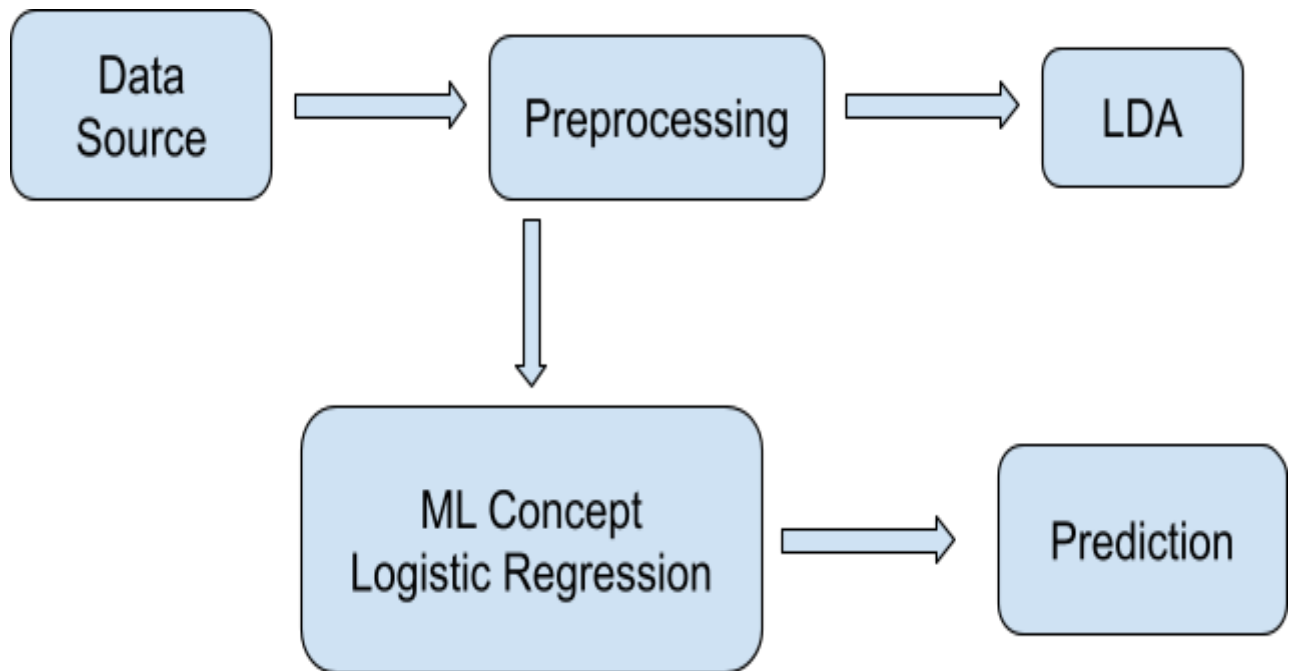 Data
Source
Preprocessing
LDA
ML Concept
Logistic Regression
Prediction